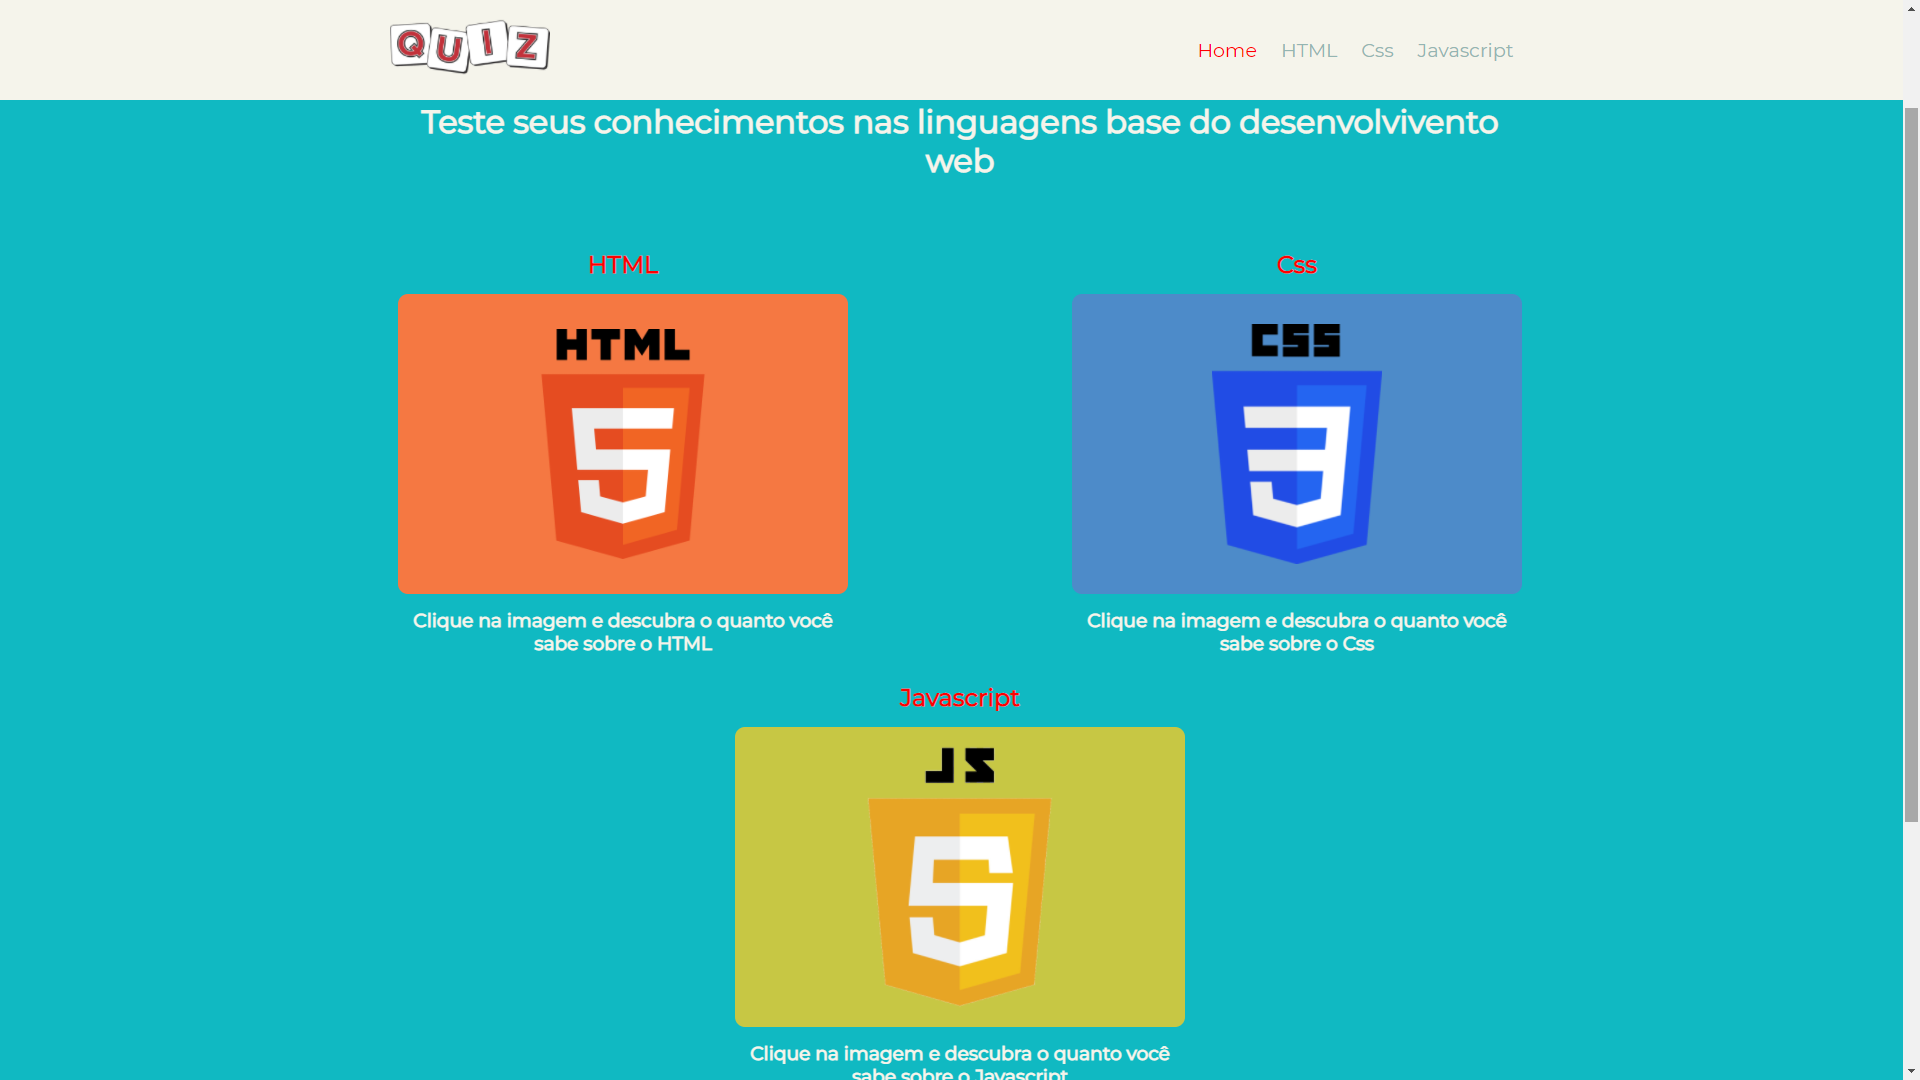 QUIZ
Home HTML Css Javascript
Teste seus conhecimentos nas linguagens base do desenvolvivento
web
HTML
HTML
5
Clique na imagem e descubra o quanto você
sabe sobre o HTML
Css
CSS
3
Clique na imagem e descubra o quanto você
sabe sobre o Css
Javascript
JS
5
Clique na imagem e descubra o quanto você
sabe sobre o Javascript